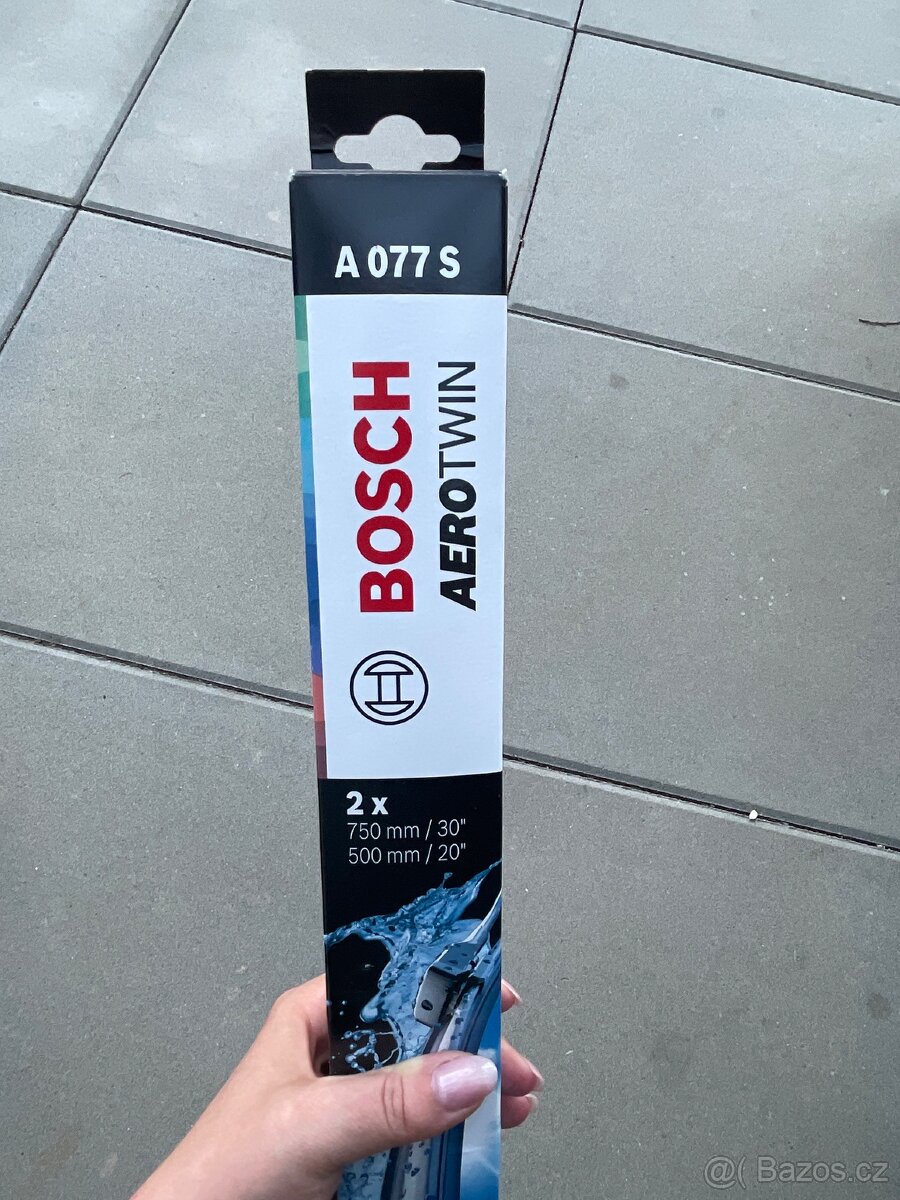 A 077 S
BOSCH
AEROTWIN
2 x
750 mm / 30"
500 mm / 20"
@( Bazos.cz